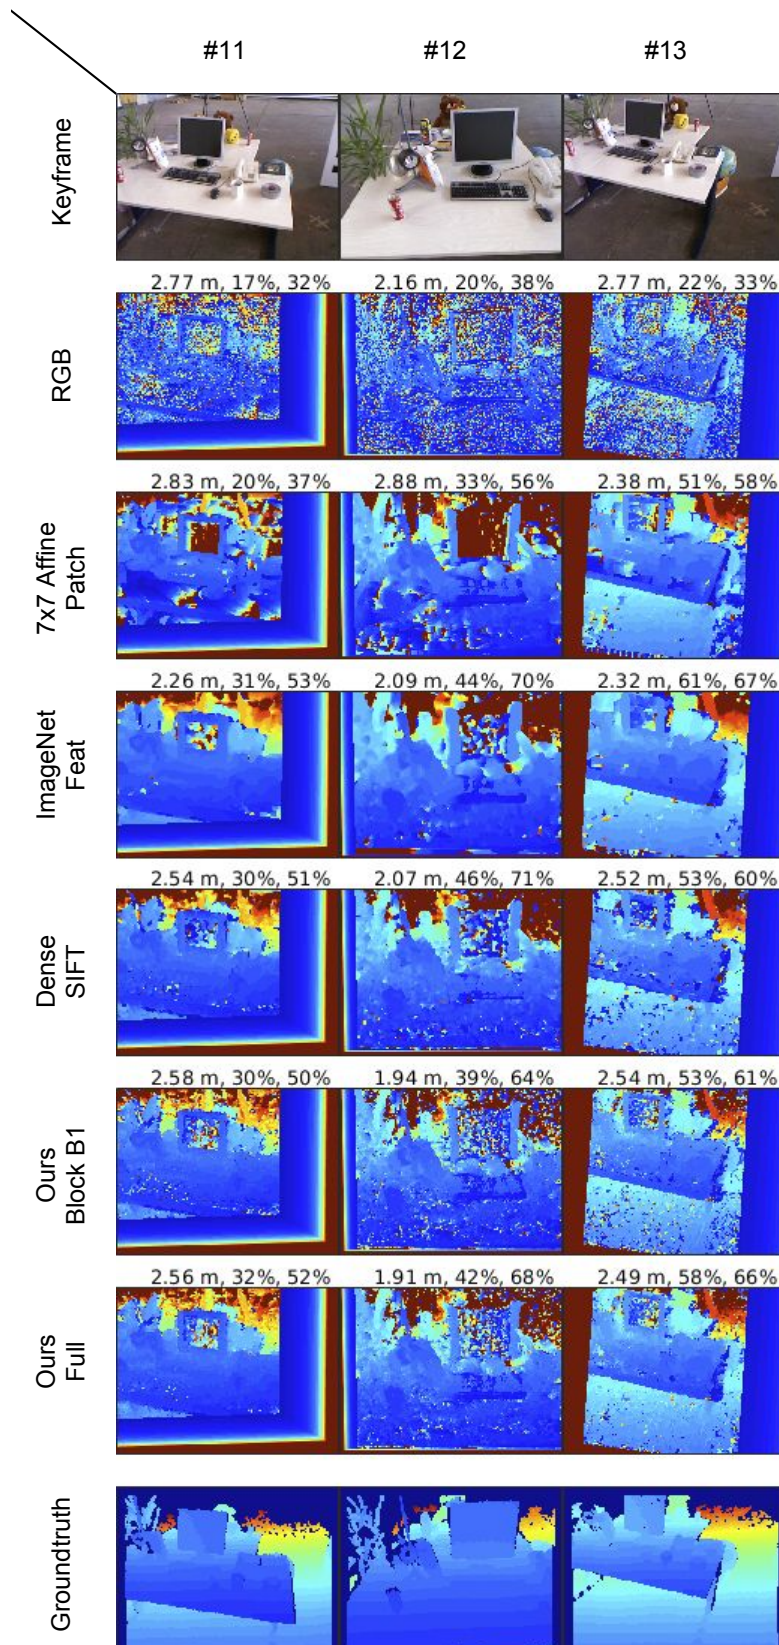 #11 #12 #13
Keyframe
2.77 m, 17%, 32% 2.16 m, 20%, 38% 2.77 m, 22%, 33%
RGB
2.83 m, 20%, 37% 2.88 m, 33%, 56% 2.38 m, 51%, 58%
7x7 Affine
Patch
2.26 m, 31%, 53% 2.09 m, 44%, 70% 2.32 m, 61%, 67%
ImageNet
Feat
2.54 m, 30%, 51% 2.07 m, 46%, 71% 2.52 m, 53%, 60%
Dense
SIFT
2.58 m, 30%, 50% 1.94 m, 39%, 64% 2.54 m, 53%, 61%
Ours
Block B1
2.56 m, 32%, 52% 1.91 m, 42%, 68% 2.49 m, 58%, 66%
Ours
Full
Groundtruth